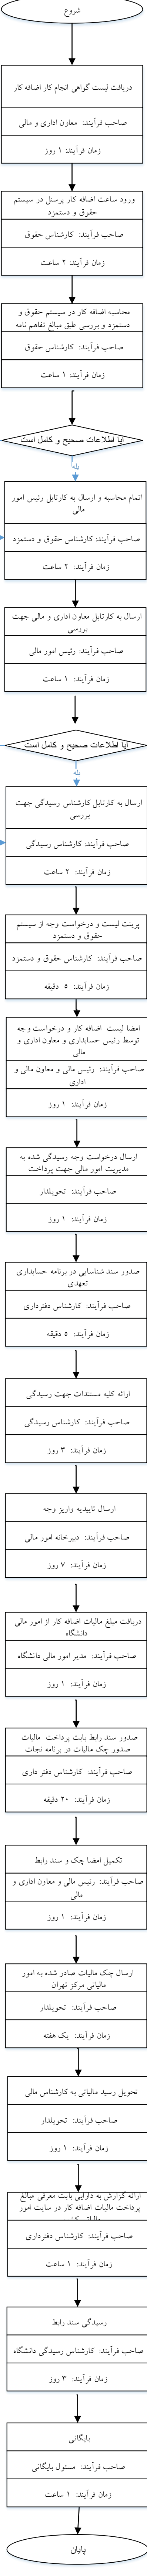 شروع
دریافت لیست گواهی انجام کار اضافه کار
صاحب فرآیند: معاون اداری و مالی
زمان فرآیند: ۱ روز
ورود ساعت اضافه کار پرسنل در سیستم
حقوق و دستمزد
صاحب فرآیند: کارشناس حقوق
زمان فرآیند: ۲ ساعت
محاسبه اضافه کار در سیستم حقوق و
دستمزد و بررسی طبق مبالغ تفاهم نامه
صاحب فرآیند: کارشناس حقوق
زمان فرآیند: ۱ ساعت
ایا اطلاعات صحیح و کامل است
بله
اتمام محاسبه و ارسال به کارتابل رئیس امور
مالی
صاحب فرآیند: کارشناس حقوق و دستمزد
زمان فرآیند: ۲ ساعت
ارسال به کارتابل معاون اداری و مالی جهت
بررسی
صاحب فرآیند: رئیس امور مالی
زمان فرآیند: ۱ ساعت
ایا اطلاعات صحیح و کامل است
بله
ارسال به کارتابل کارشناس رسیدگی جهت
بررسی
صاحب فرآیند: کارشناس رسیدگی
زمان فرآیند: ۲ ساعت
پرینت لیست و درخواست وجه از سیستم
حقوق و دستمزد
صاحب فرآیند: کارشناس حقوق و دستمزد
زمان فرآیند: ۵ دقیقه
امضا لیست اضافه کار و درخواست وجه
توسط رئیس حسابداری و معاون اداری و
مالی
صاحب فرآیند: رئیس مالی و معاون مالی و
اداری
زمان فرآیند: ۱ روز
ارسال درخواست وجه رسیدگی شده به
مدیریت امور مالی جهت پرداخت
صاحب فرآیند: تحویلدار
زمان فرآیند: ۱ روز
صدور سند شناسایی در برنامه حسابداری
تعهدی
صاحب فرآیند: کارشناس دفترداری
زمان فرآیند: ۵ دقیقه
ارائه کلیه مستندات جهت رسیدگی
صاحب فرآیند: کارشناس رسیدگی
زمان فرآیند: ۳ روز
ارسال تاییدیه واریز وجه
صاحب فرآیند: دبیرخانه امور مالی
زمان فرآیند: ۷ روز
دریافت مبلغ مالیات اضافه کار از امور مالی
دانشگاه
صاحب فرآیند: مدیر امور مالی دانشگاه
زمان فرآیند: ۱ روز
صدور سند رابط بابت پرداخت مالیات
صدور چک مالیات در برنامه نجات
صاحب فرآیند: کارشناس دفتر داری
زمان فرآیند: ۲۰ دقیقه
تکمیل امضا چک و سند رابط
صاحب فرآیند: رئیس مالی و معاون اداری و
مالی
زمان فرآیند: ۱ روز
ارسال چک مالیات صادر شده به امور
مالیاتی مرکز تهران
صاحب فرآیند: تحویلدار
زمان فرآیند: یک هفته
تحویل رسید مالیاتی به کارشناس مالی
صاحب فرآیند: تحویلدار
زمان فرآیند: ۱ روز
ارائه گزارش به دارایی بابت معرفی مبالغ
پرداخت مالیات اضافه کار در سایت امور
صاحب فرآیند: کارشناس دفترداری
زمان فرآیند: ۱ ساعت
رسیدگی سند رابط
صاحب فرآیند: کارشناس رسیدگی دانشگاه
زمان فرآیند: ۳ روز
بایگانی
صاحب فرآیند: مسئول بایگانی
زمان فرآیند: ۱ ساعت
پایان